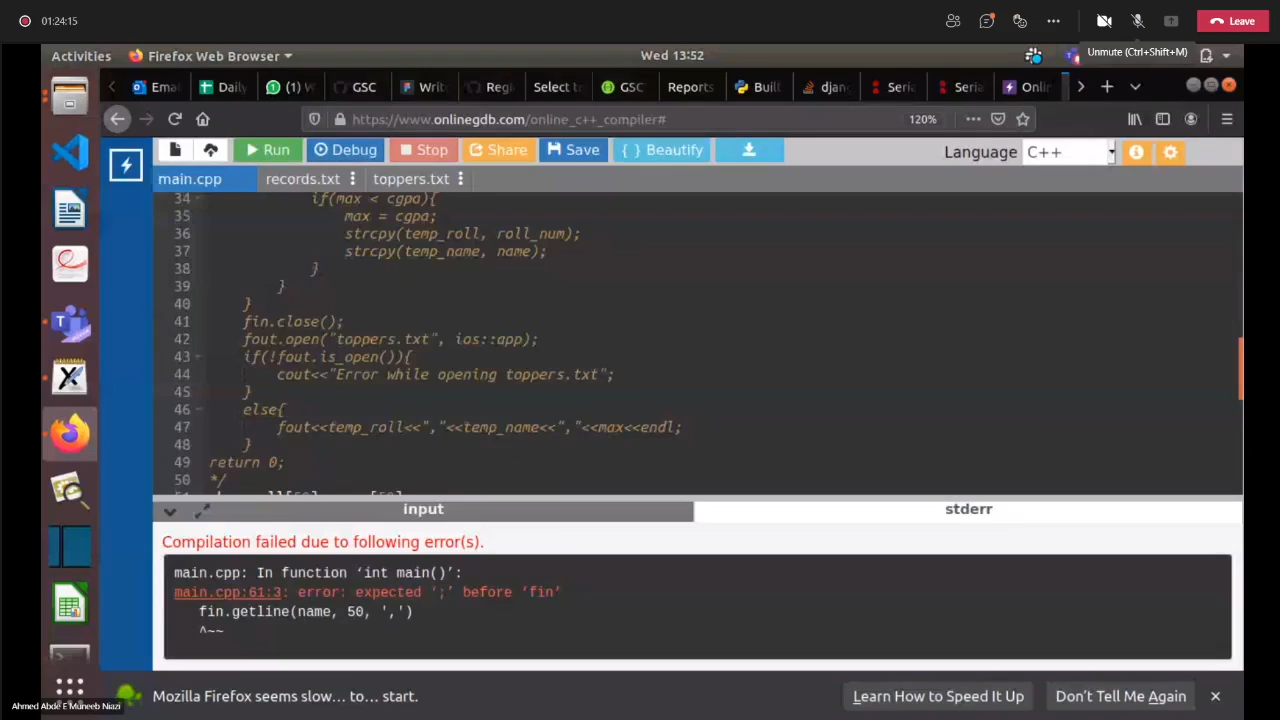 01:24:15
Leave
Unmute (Ctrl+Shift+M)
Activities
Firefox Web Browser
Wed 13:52
Ema
Daily
(1) W
GSC
Writ
Regi
Select t
GSC
Reports
Built
djan
Seria
Seria
Onli
https://www.onlinegdb.com/online_c++_compiler#
120%
Run
Debug
Stop
Share
Save
{ } Beautify
Language C++
main.cpp
records.txt
toppers.txt
34 if(max < cgpa){
35 max = cgpa;
36 strcpy(temp_roll, roll_num);
37 strcpy(temp_name, name);
38 }
39 }
40 }
41 fin.close();
42 fout.open("toppers.txt", ios::app);
43 if(!fout.is_open()){
44 cout<<"Error while opening toppers.txt";
45 }
46 else{
47 fout<<temp_roll<<","<<temp_name<<","<<max<<endl;
48 }
49 return 0;
50 */
input
stderr
Compilation failed due to following error(s).
main.cpp: In function ‘int main()’:
main.cpp:61:3: error: expected ‘;’ before ‘fin’
fin.getline(name, 50, ',')
^~~
Mozilla Firefox seems slow… to… start.
Learn How to Speed It Up
Don’t Tell Me Again
Ahmed Abde E Muneeb Niazi